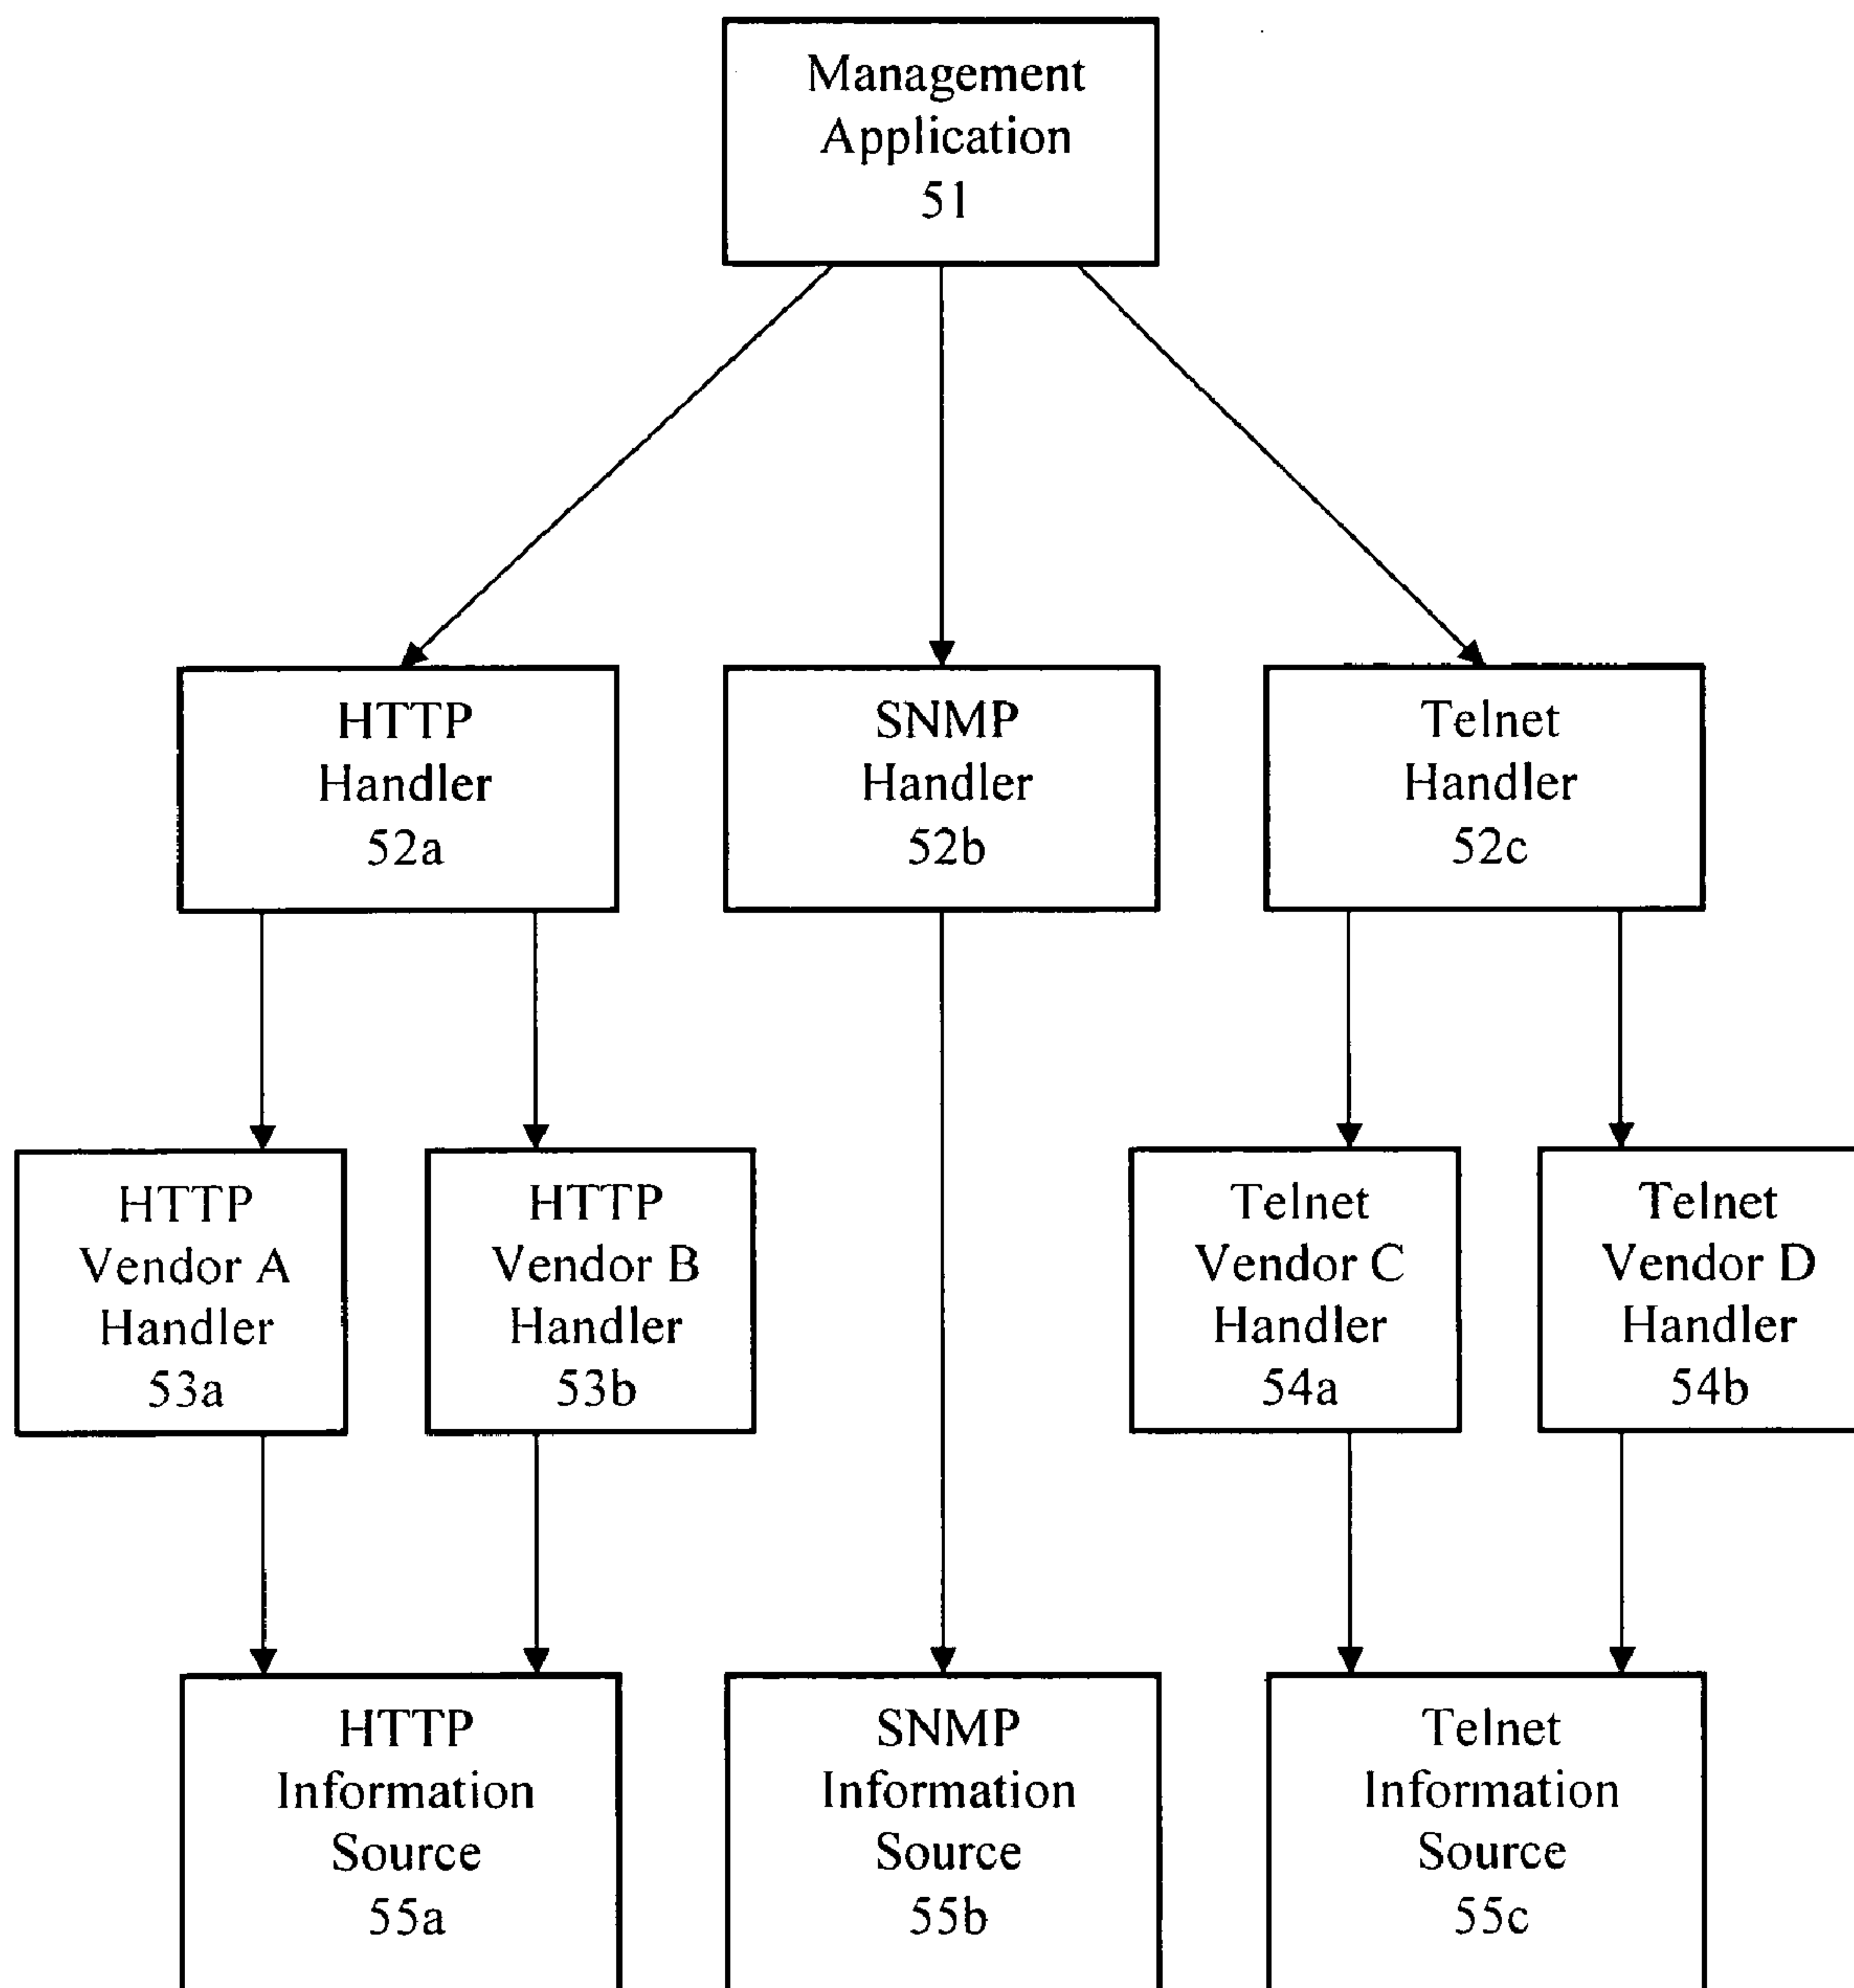 Management
Application
51
HTTP
Handler
52a
SNMP
Handler
52b
Telnet
Handler
52c
HTTP
Vendor A
Handler
53a
HTTP
Vendor B
Handler
53b
Telnet
Vendor C
Handler
54a
Telnet
Vendor D
Handler
54b
HTTP
Information
Source
55a
SNMP
Information
Source
55b
Telnet
Information
Source
55c